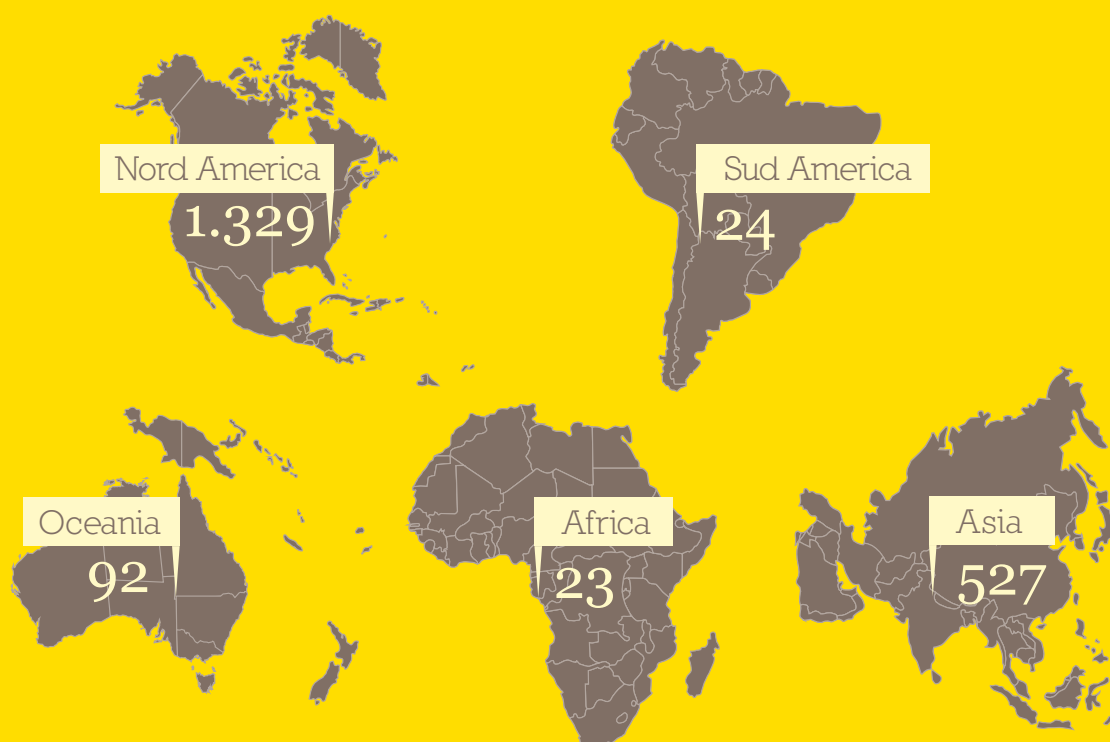 Nord America
1.329
Sud America
24
Oceania
92
Africa
23
Asia
527